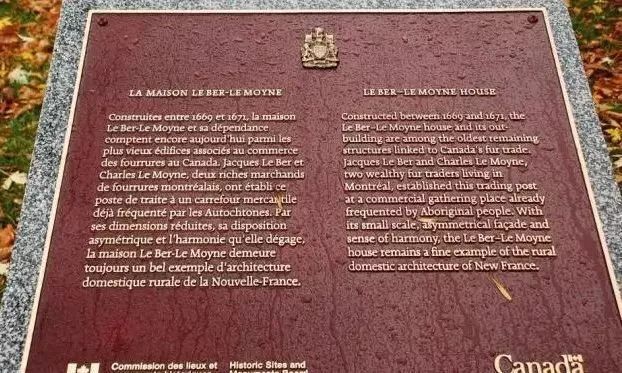 LA MAISON LE BER-LE MOYNE
Construites entre 1669 et 1671, la maison
Le Ber-Le Moyne et sa dépendance
comptent encore aujourd'hui parmi les
plus vieux édifices associés au commerce
des fourrures au Canada. Jacques Le Ber et
Charles Le Moyne, deux riches marchands
de fourrures montréalais, ont établi ce
poste de traite à un carrefour mercantile
déjà fréquenté par les Autochtones. Par
ses dimensions réduites, sa disposition
asymétrique et l'harmonie qu'elle dégage,
la maison Le Ber-Le Moyne demeure
toujours un bel exemple d'architecture
domestique rurale de la Nouvelle-France.
LE BER–LE MOYNE HOUSE
Constructed between 1669 and 1671, the
Le Ber–Le Moyne house and its out-
building are among the oldest remaining
structures linked to Canada's fur trade.
Jacques Le Ber and Charles Le Moyne,
two wealthy fur traders living in
Montréal, established this trading post
at a commercial gathering place already
frequented by Aboriginal people. With
its small scale, asymmetrical façade and
sense of harmony, the Le Ber–Le Moyne
house remains a fine example of the rural
domestic architecture of New France.
Commission des lieux et
Historic Sites and
Monuments Board
Canada